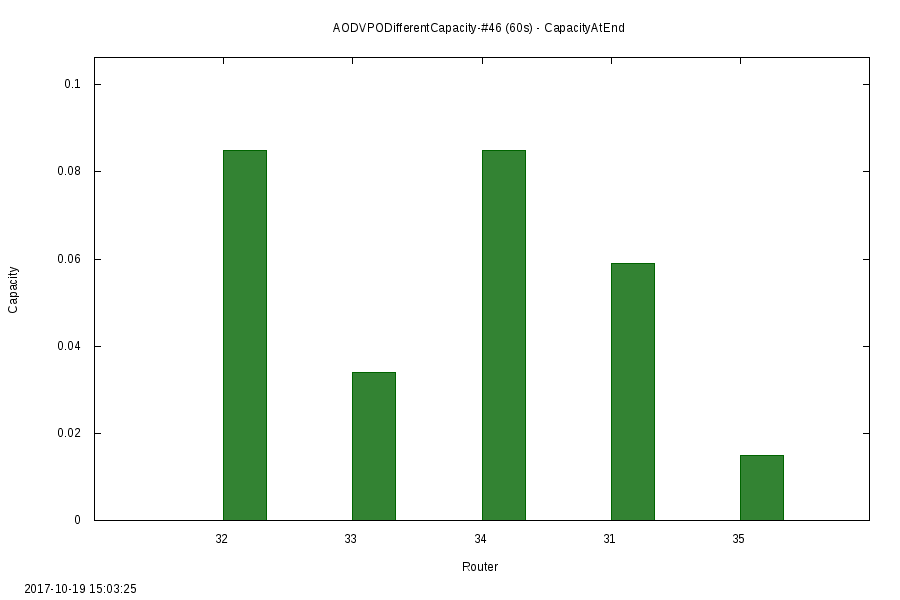 AODVPODifferentCapacity-#46 (60s) - CapacityAtEnd
0.1
0.08
0.06
0.04
0.02
0
Capacity
32 33 34 31 35
Router
2017-10-19 15:03:25